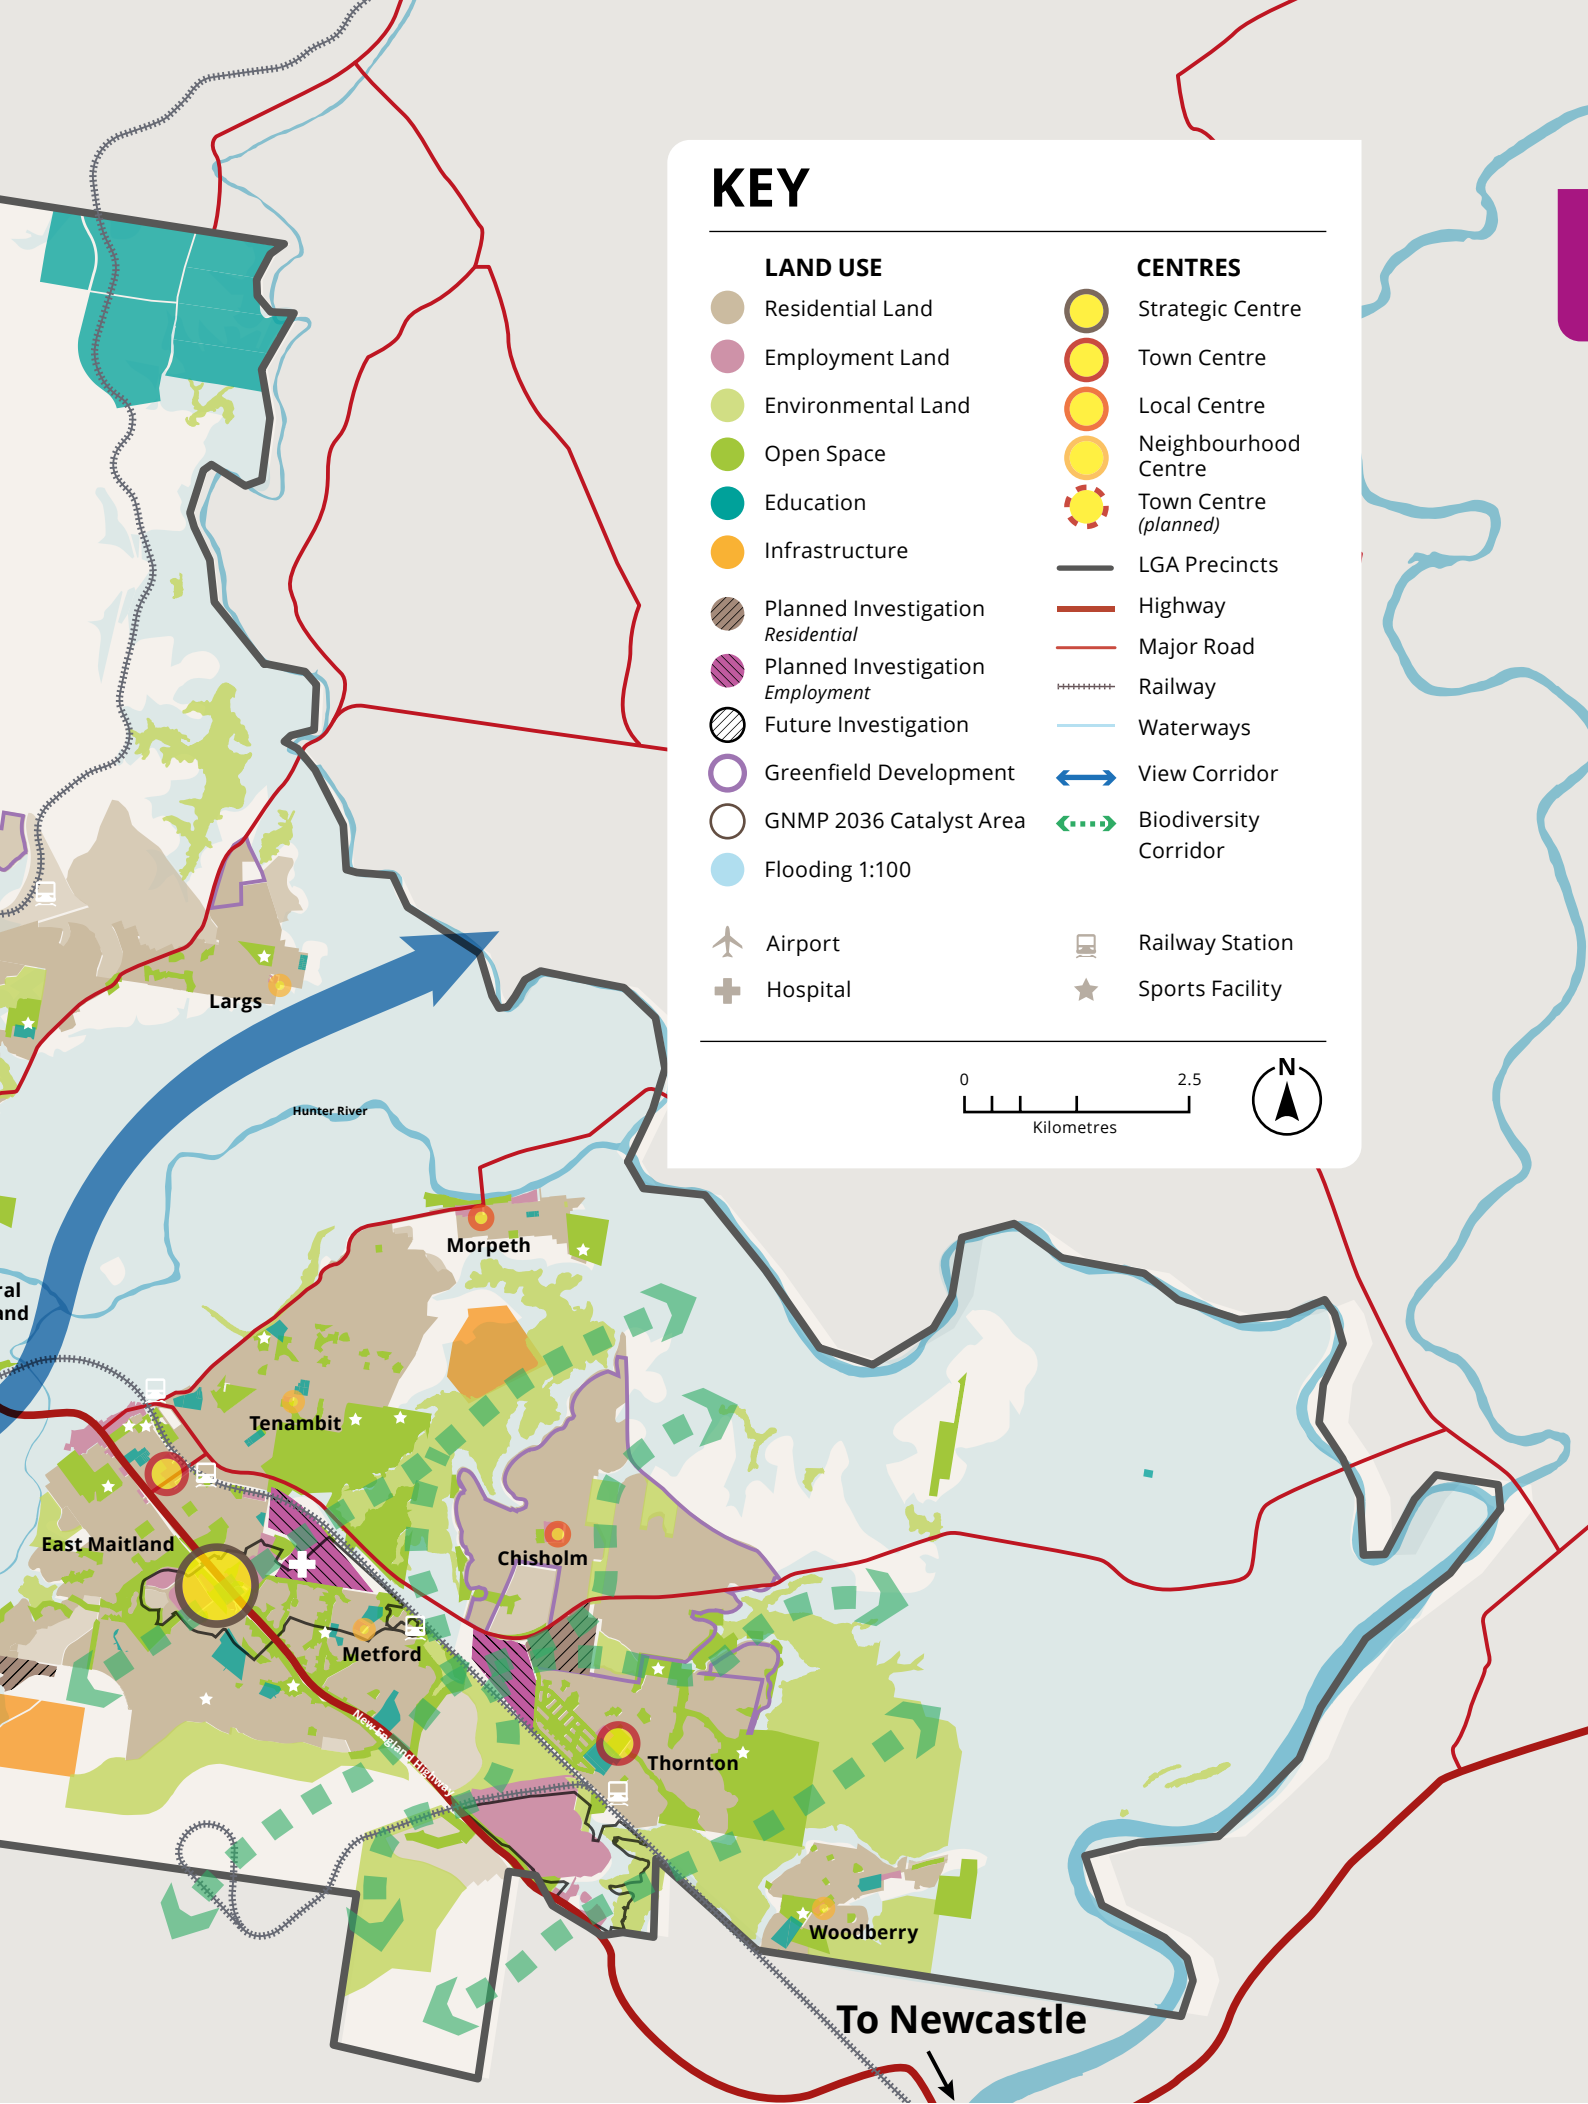 KEY
LAND USE
Residential Land
Employment Land
Environmental Land
Open Space
Education
Infrastructure
Planned Investigation
Residential
Planned Investigation
Employment
Future Investigation
Greenfield Development
GNMP 2036 Catalyst Area
Flooding 1:100
Airport
Hospital
CENTRES
Strategic Centre
Town Centre
Local Centre
Neighbourhood
Centre
Town Centre
(planned)
LGA Precincts
Highway
Major Road
Railway
Waterways
View Corridor
Biodiversity
Corridor
Railway Station
Sports Facility
0 2.5
Kilometres
N
Largs
Hunter River
Morpeth
ral
and
Tenambit
East Maitland
Chisholm
Metford
New England Highway
Thornton
Woodberry
To Newcastle